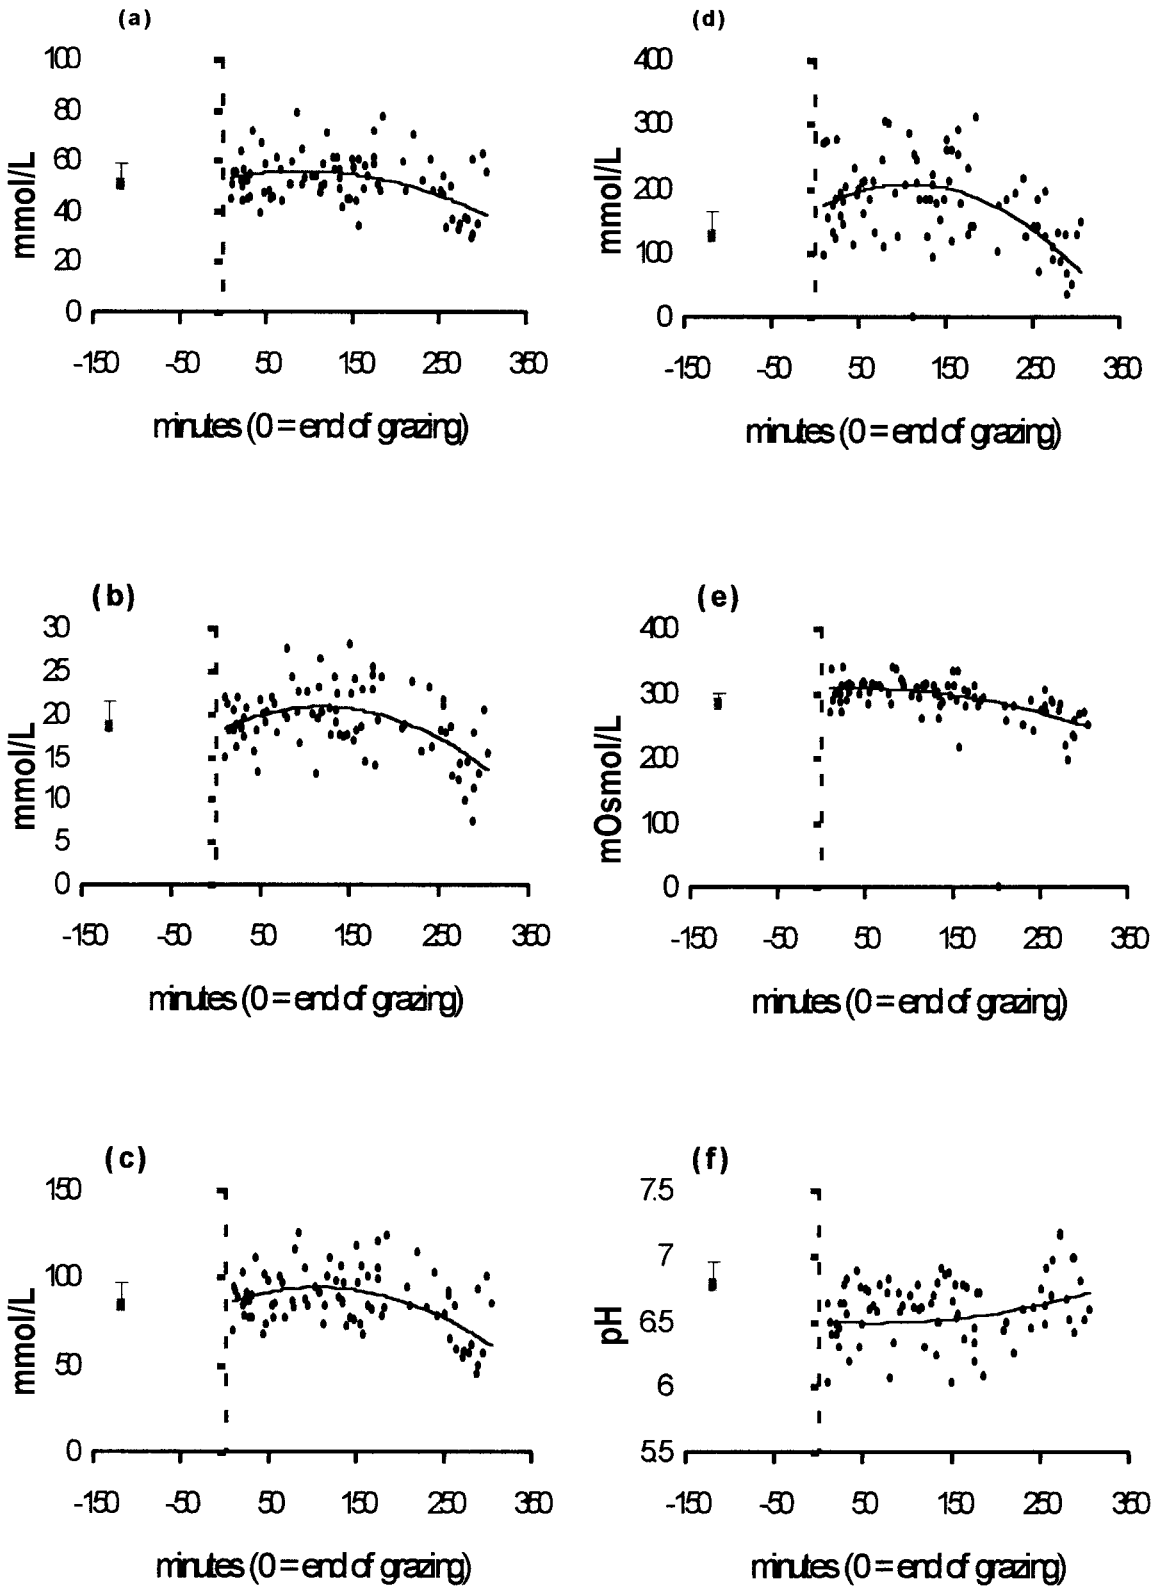 (a)
100
80
60
40
20
0
mmol/L
-150 -50 50 150 250 350
minutes (0 = end of grazing)
(d)
400
300
200
100
0
mmol/L
-150 -50 50 150 250 350
minutes (0 = end of grazing)
(b)
30
25
20
15
10
5
0
mmol/L
-150 -50 50 150 250 350
minutes (0 = end of grazing)
(e)
400
300
200
100
0
mOsmol/L
-150 -50 50 150 250 350
minutes (0 = end of grazing)
(c)
150
100
50
0
mmol/L
-150 -50 50 150 250 350
minutes (0 = end of grazing)
(f)
7.5
7
6.5
6
5.5
pH
-150 -50 50 150 250 350
minutes (0 = end of grazing)